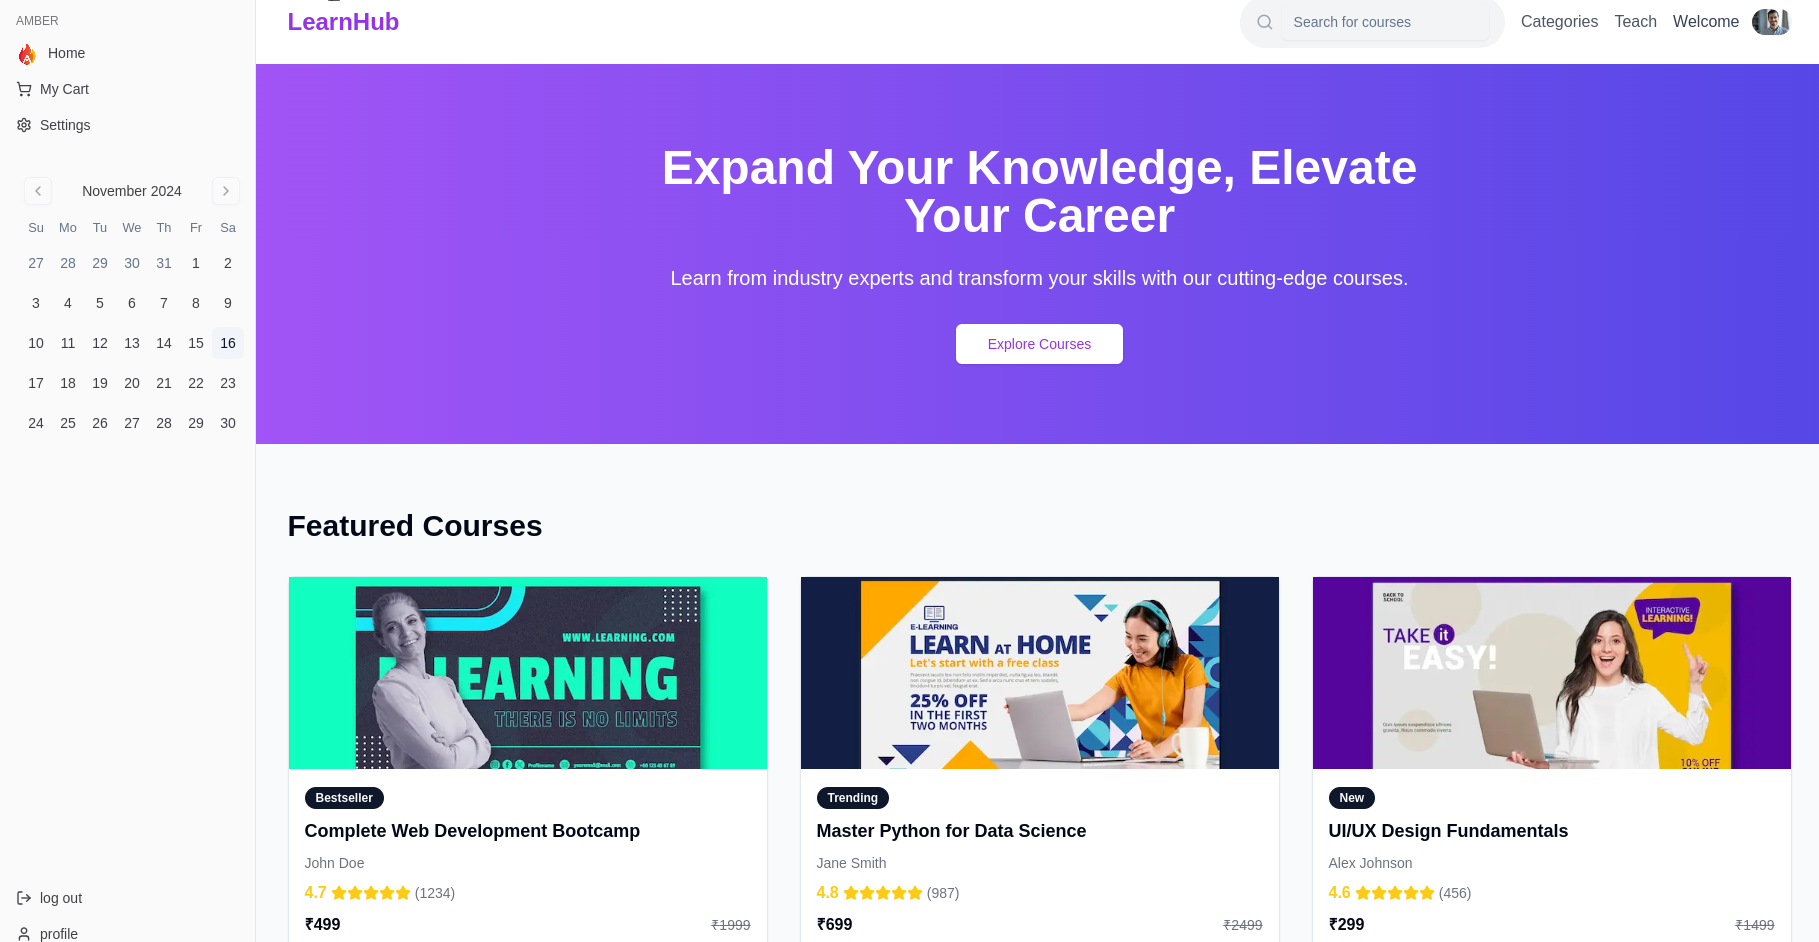 AMBER
Home
My Cart
Settings
November 2024
Su Mo Tu We Th Fr Sa
27 28 29 30 31 1 2
3 4 5 6 7 8 9
10 11 12 13 14 15 16
17 18 19 20 21 22 23
24 25 26 27 28 29 30
log out
profile
LearnHub
Search for courses
Categories
Teach
Welcome
Expand Your Knowledge, Elevate
Your Career
Learn from industry experts and transform your skills with our cutting-edge courses.
Explore Courses
Featured Courses
WWW.LEARNING.COM
LEARNING
THERE IS NO LIMITS
Bestseller
Complete Web Development Bootcamp
John Doe
4.7 (1234)
₹499 ₹1999
E-LEARNING
LEARN AT HOME
Let's start with a free class
25% OFF
IN THE FIRST
TWO MONTHS
Trending
Master Python for Data Science
Jane Smith
4.8 (987)
₹699 ₹2499
BACK TO
SCHOOL
INTERACTIVE
LEARNING!
TAKE it
EASY!
10% OFF
New
UI/UX Design Fundamentals
Alex Johnson
4.6 (456)
₹299 ₹1499